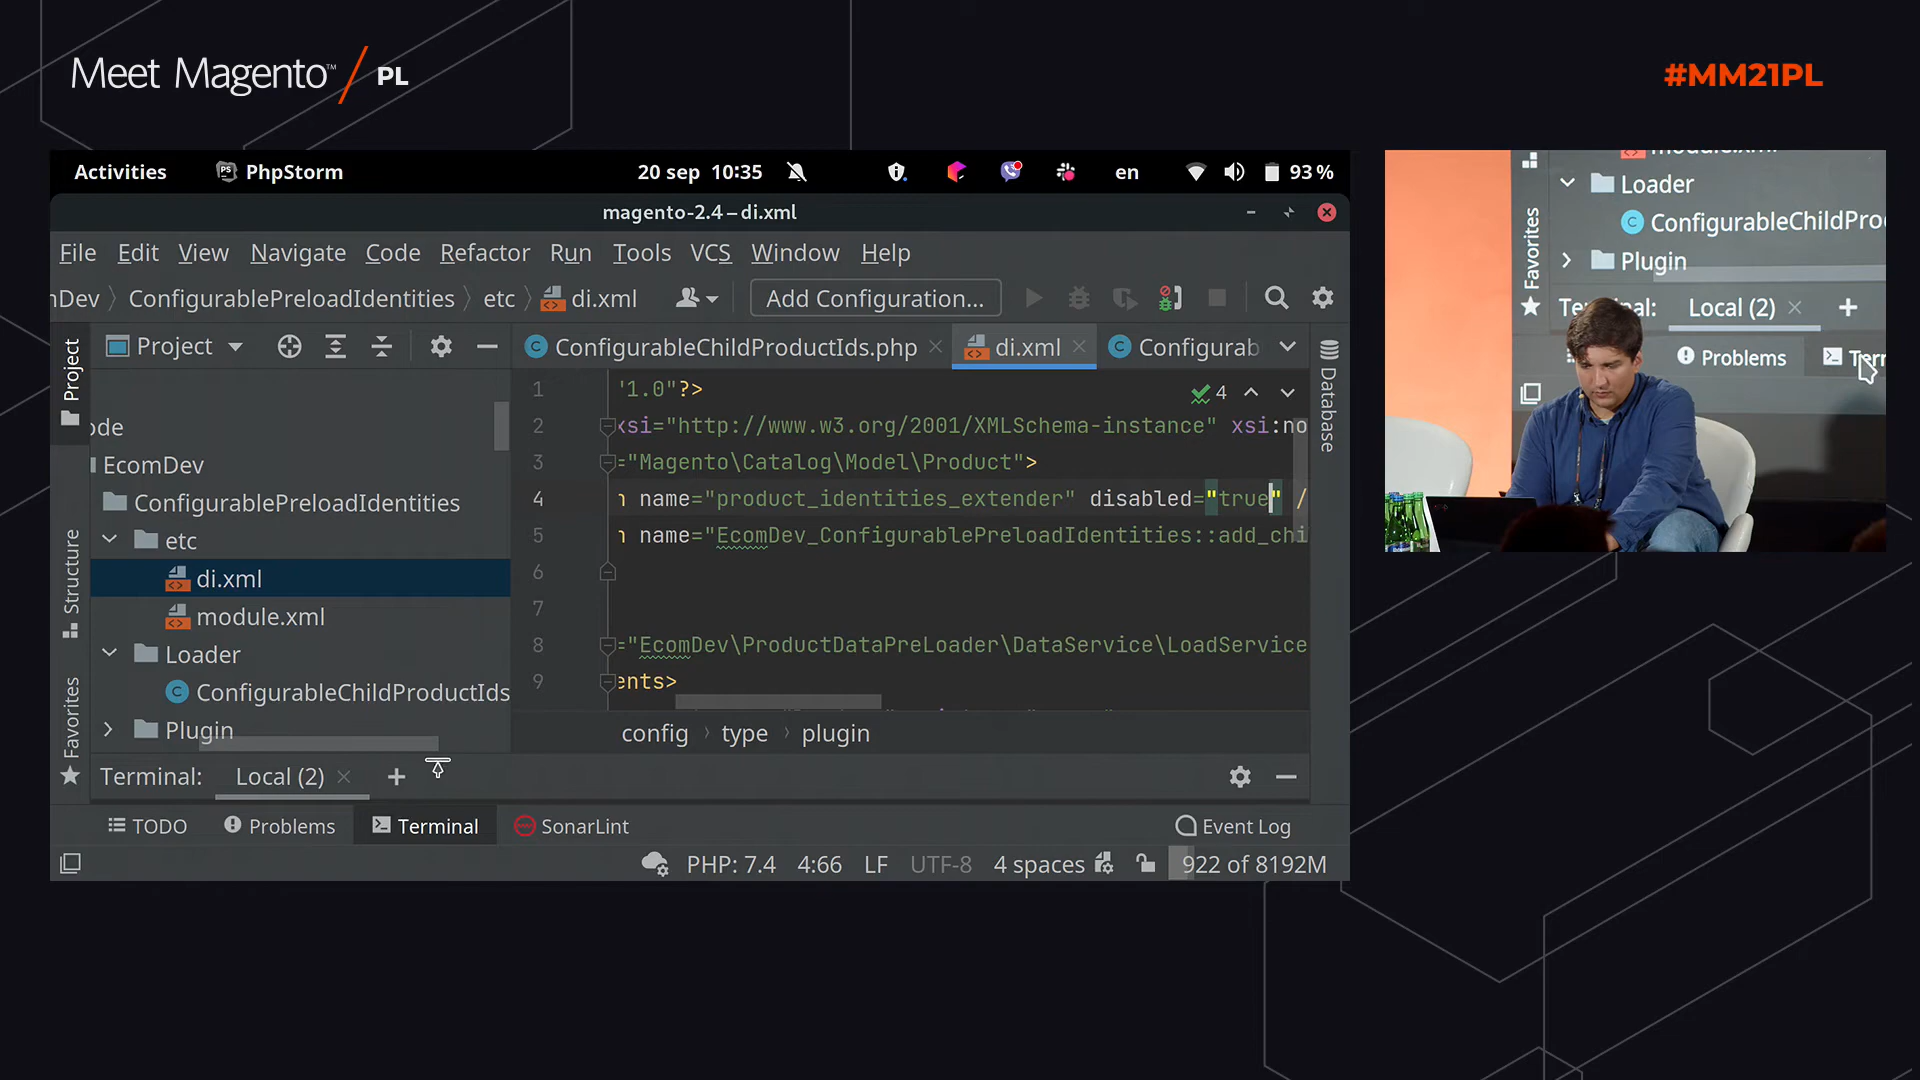 Meet Magento™ / PL
#MM21PL
Activities PhpStorm 20 sep 10:35 en 93 %
magento-2.4 – di.xml
File Edit View Navigate Code Refactor Run Tools VCS Window Help
nDev ConfigurablePreloadIdentities etc di.xml Add Configuration...
Project
ConfigurableChildProductIds.php di.xml Configurab
Project
Structure
Favorites
Database
ode
EcomDev
ConfigurablePreloadIdentities
etc
di.xml
module.xml
Loader
ConfigurableChildProductIds
Plugin
1 '1.0"?>
4
2 xsi="http://www.w3.org/2001/XMLSchema-instance" xsi:no
3 ="Magento\Catalog\Model\Product">
4 n name="product_identities_extender" disabled="true" /
5 n name="EcomDev_ConfigurablePreloadIdentities::add_chi
6
7
8 ="EcomDev\ProductDataPreLoader\DataService\LoadService
9 ents>
config › type › plugin
Terminal: Local (2) +
TODO Problems Terminal SonarLint Event Log
PHP: 7.4 4:66 LF UTF-8 4 spaces 922 of 8192M
Loader
ConfigurableChildPro
Plugin
Favorites
Local (2) +
Problems